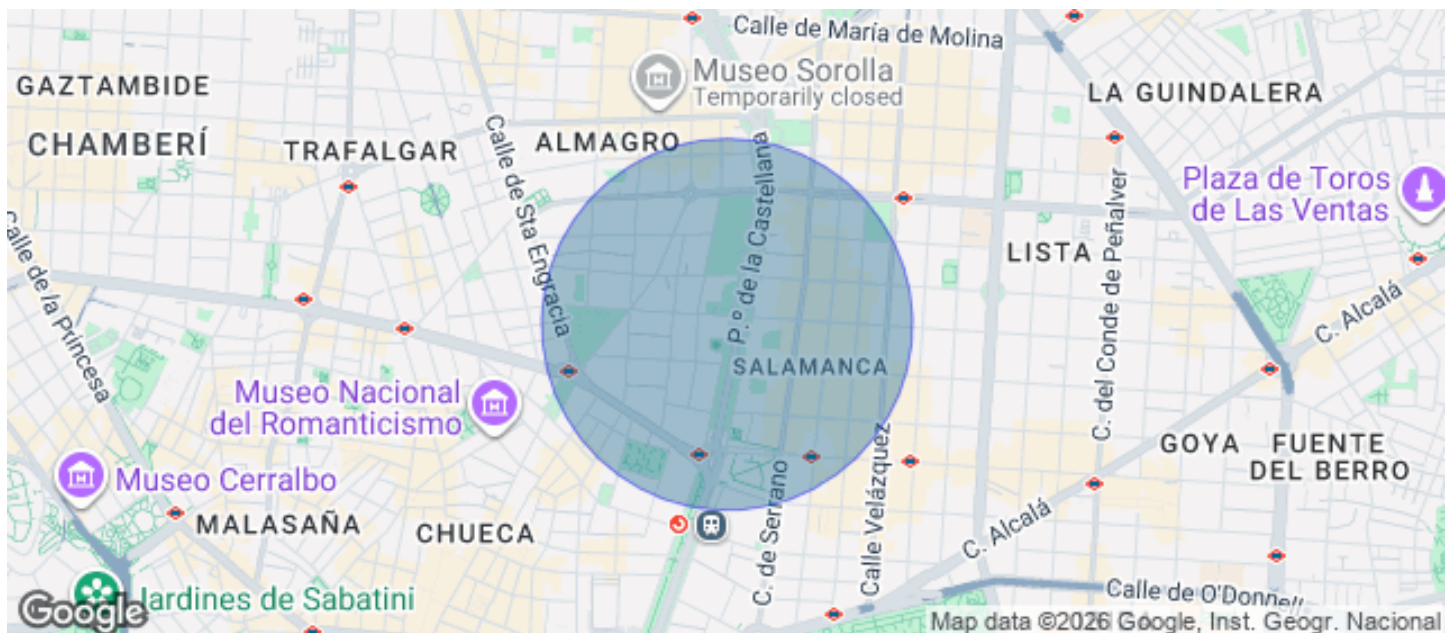 Calle de María de Molina
Museo Sorolla
Temporarily closed
GAZTAMBIDE
LA GUINDALERA
CHAMBERÍ
TRAFALGAR
ALMAGRO
Calle de Sta Engracia
P.º de la Castellana
Plaza de Toros
de Las Ventas
C. del Conde de Peñalver
LISTA
Calle de la Princesa
C. Alcalá
SALAMANCA
Museo Nacional
del Romanticismo
Calle Velázquez
GOYA
FUENTE
DEL BERRO
Museo Cerralbo
C. de Serrano
MALASAÑA
CHUECA
C. Alcalá
Jardines de Sabatini
Calle de O'Donnell
Google
Map data ©2026 Google, Inst. Geogr. Nacional